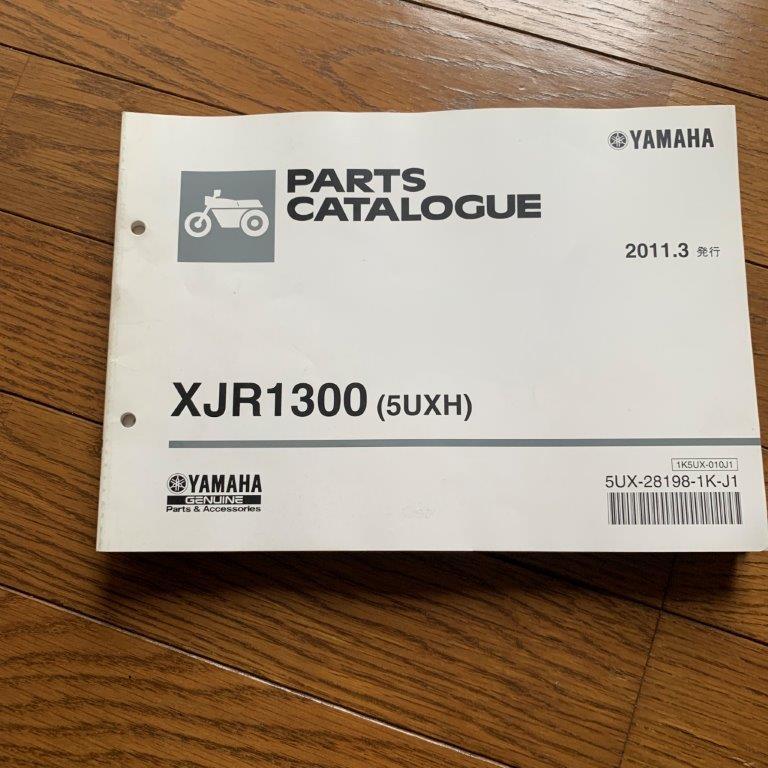 YAMAHA
PARTS
CATALOGUE
2011.3 発行
XJR1300 (5UXH)
1K5UX-010J1
5UX-28198-1K-J1
YAMAHA
GENUINE
Parts & Accessories